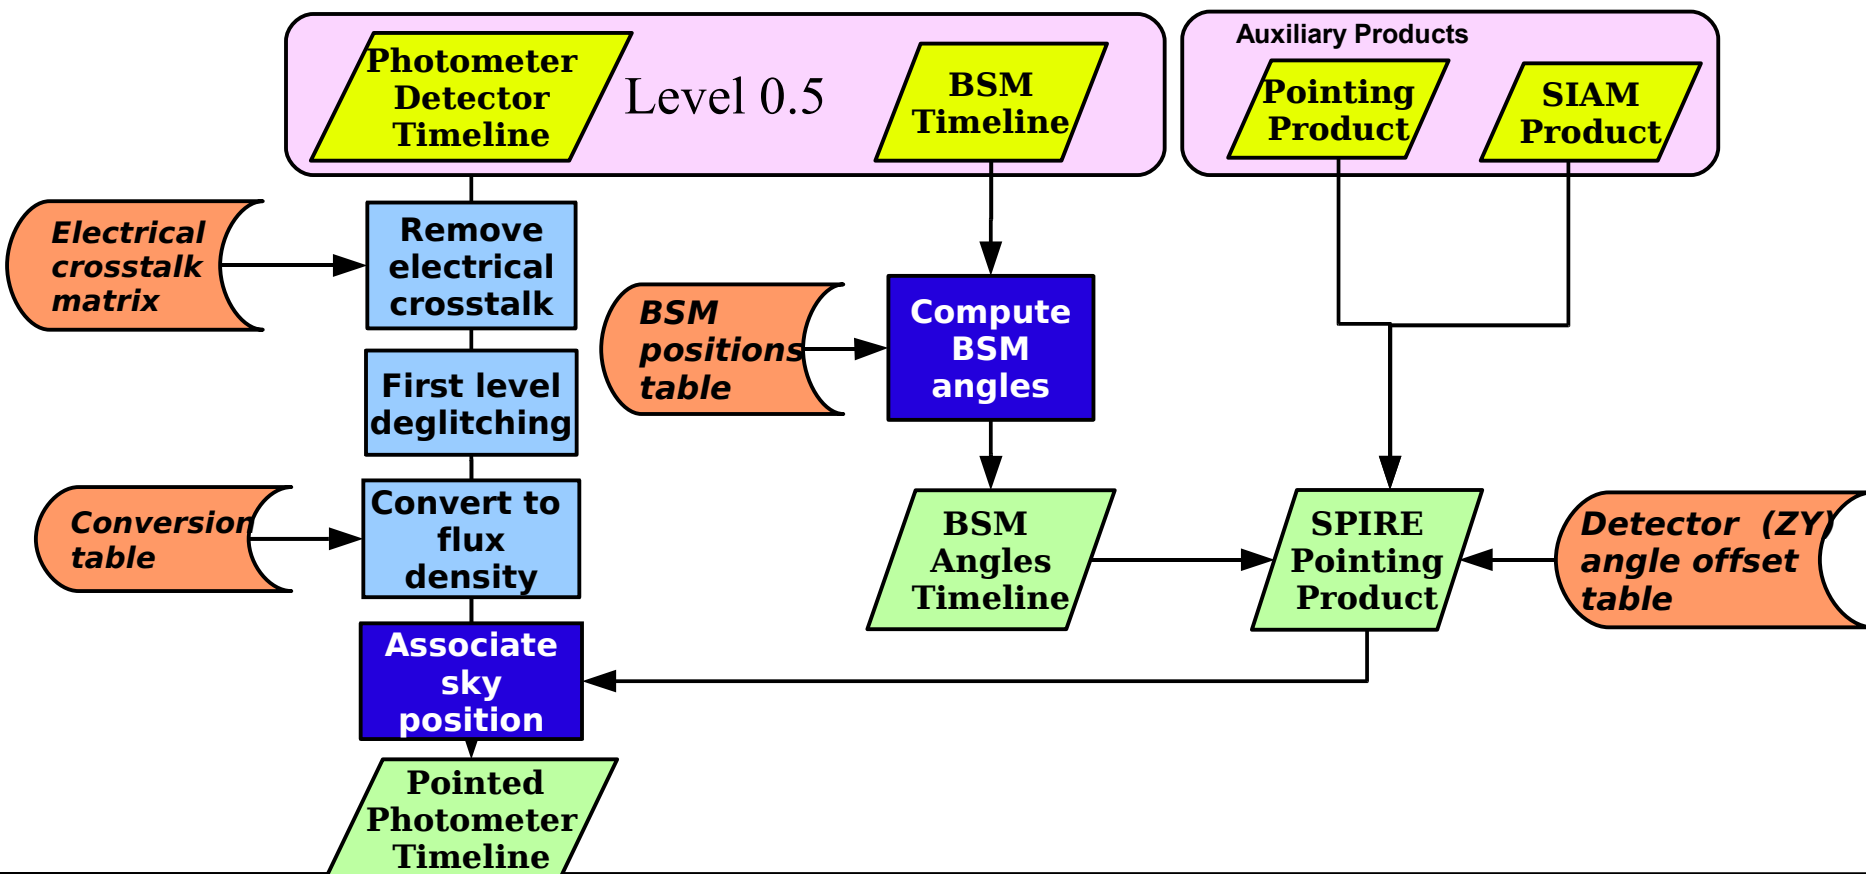 Photometer
Detector
Timeline
Level 0.5
BSM
Timeline
Auxiliary Products
Pointing
Product
SIAM
Product
Electrical
crosstalk
matrix
Remove
electrical
crosstalk
BSM
positions
table
Compute
BSM
angles
First level
deglitching
Conversion
table
Convert to
flux
density
BSM
Angles
Timeline
SPIRE
Pointing
Product
Detector (ZY)
angle offset
table
Associate
sky
position
Pointed
Photometer
Timeline